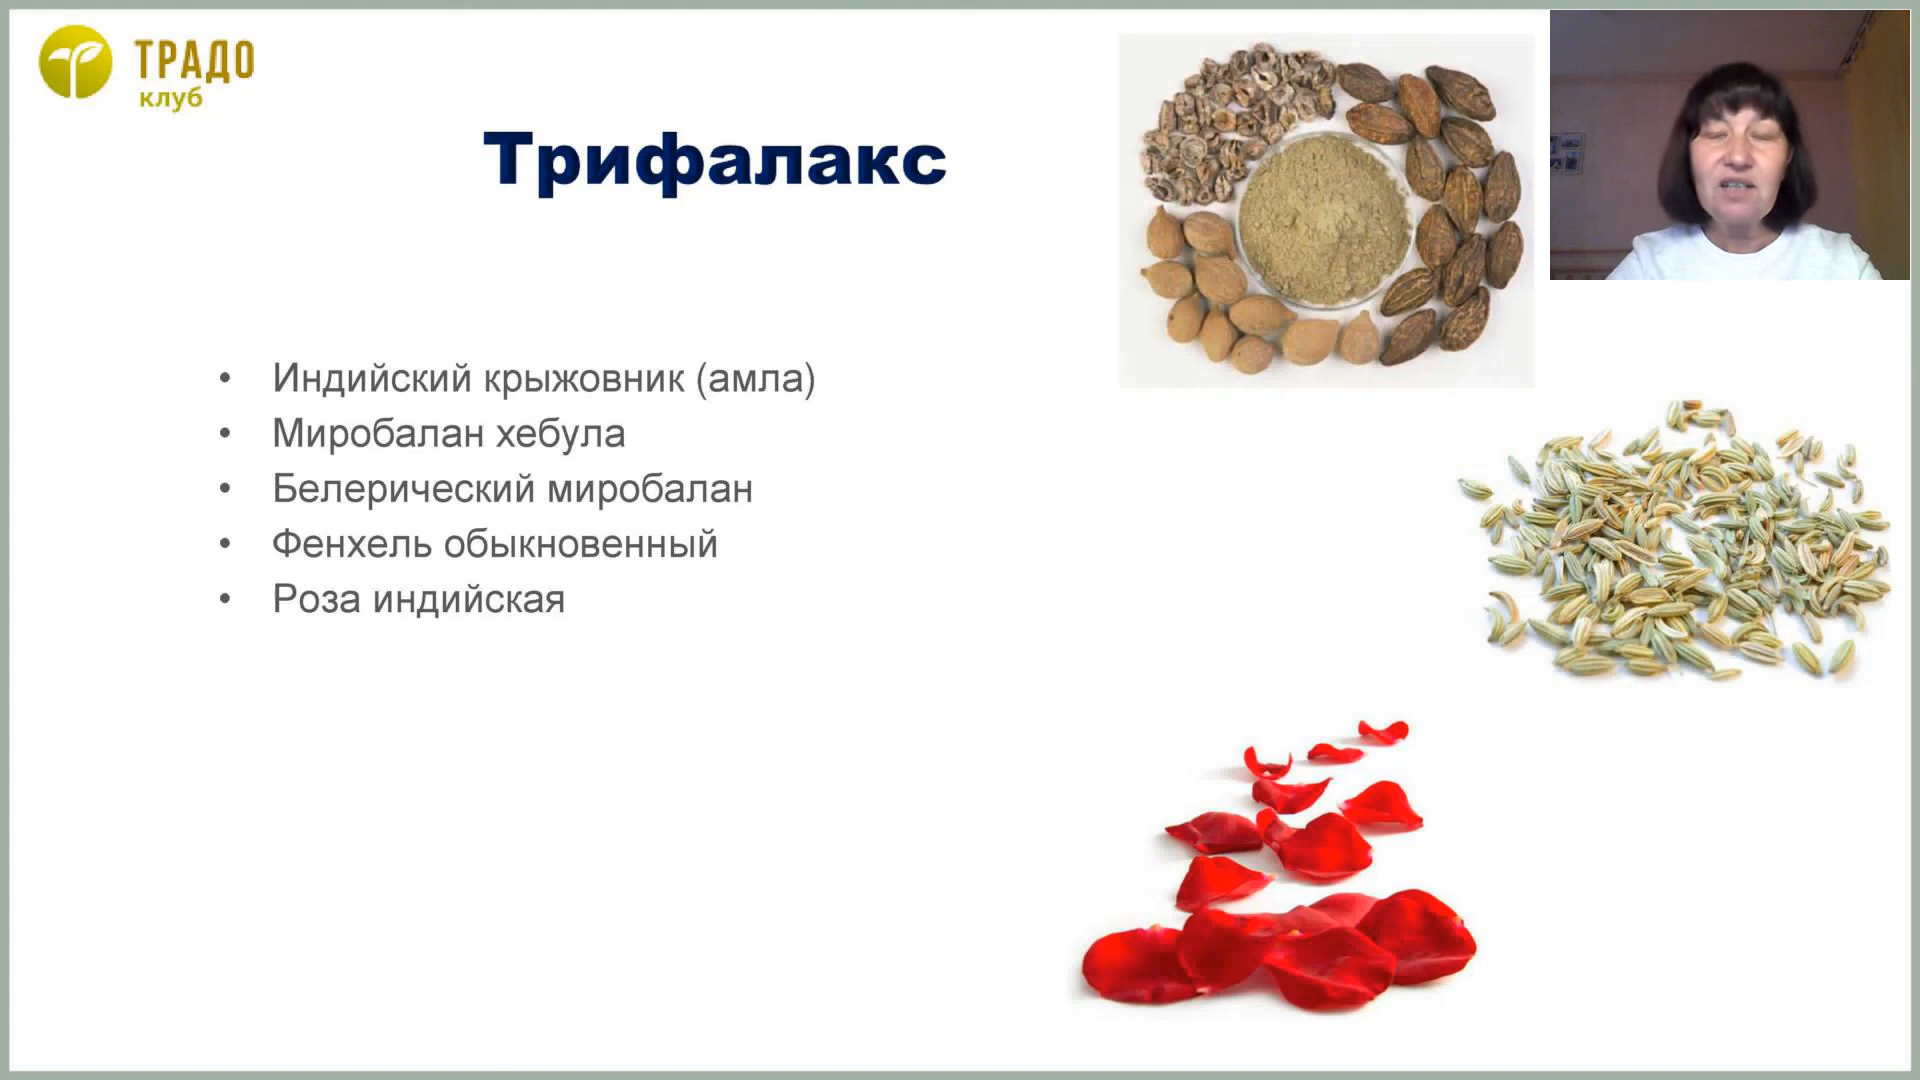 ТРАДО
клуб
Трифалакс
• Индийский крыжовник (амла)
• Миробалан хебула
• Белерический миробалан
• Фенхель обыкновенный
• Роза индийская